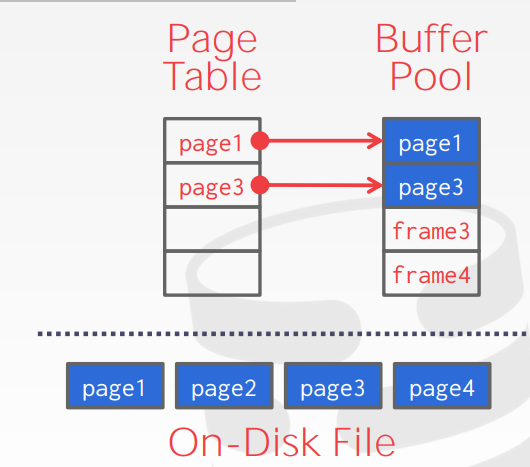 Page
Table
Buffer
Pool
page1
page3
page1
page3
frame3
frame4
page1 page2 page3 page4
On-Disk File